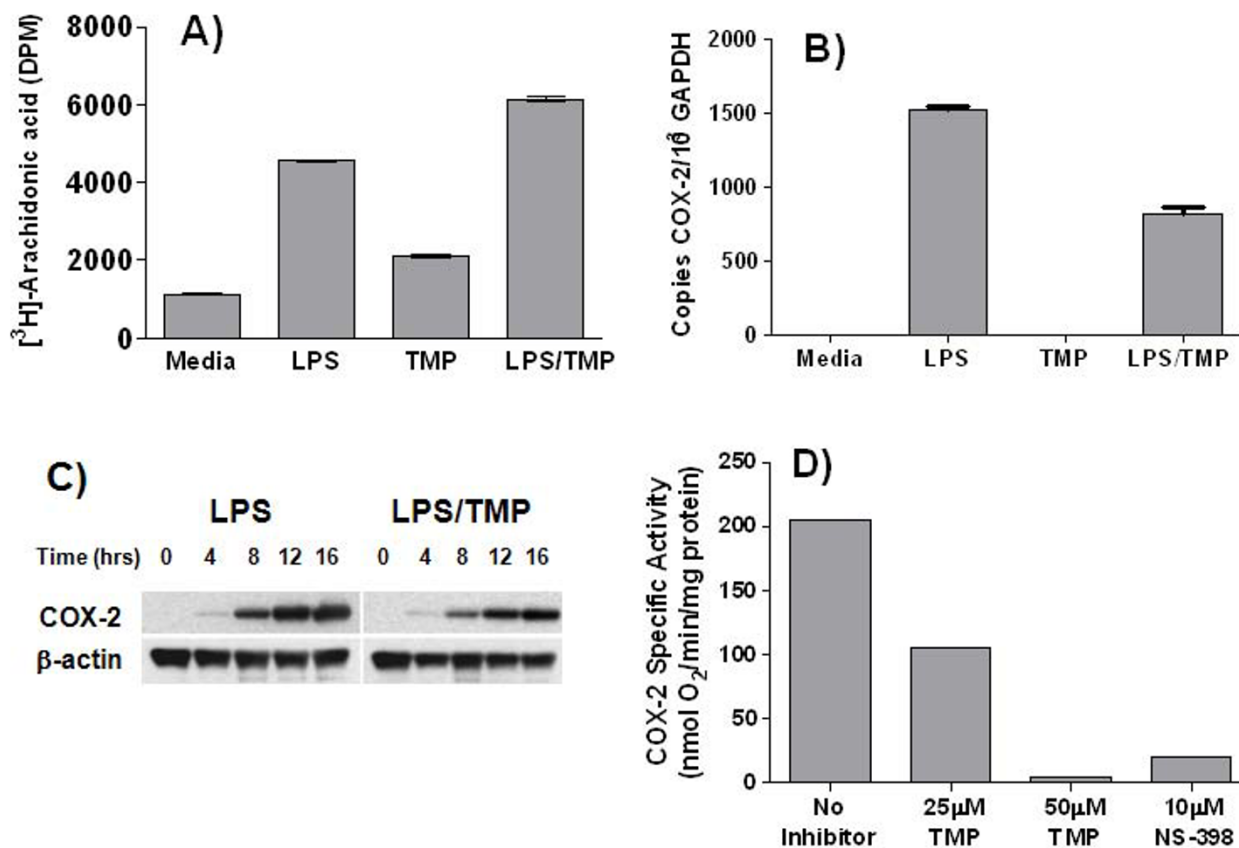 A)
[³H]-Arachidonic acid (DPM)
8000
6000
4000
2000
0
Media LPS TMP LPS/TMP
B)
Copies COX-2/10⁶ GAPDH
2000
1500
1000
500
0
Media LPS TMP LPS/TMP
C)
LPS LPS/TMP
Time (hrs) 0 4 8 12 16 0 4 8 12 16
COX-2
β-actin
D)
COX-2 Specific Activity
(nmol O₂/min/mg protein)
250
200
150
100
50
0
No Inhibitor
25µM TMP
50µM TMP
10µM NS-398